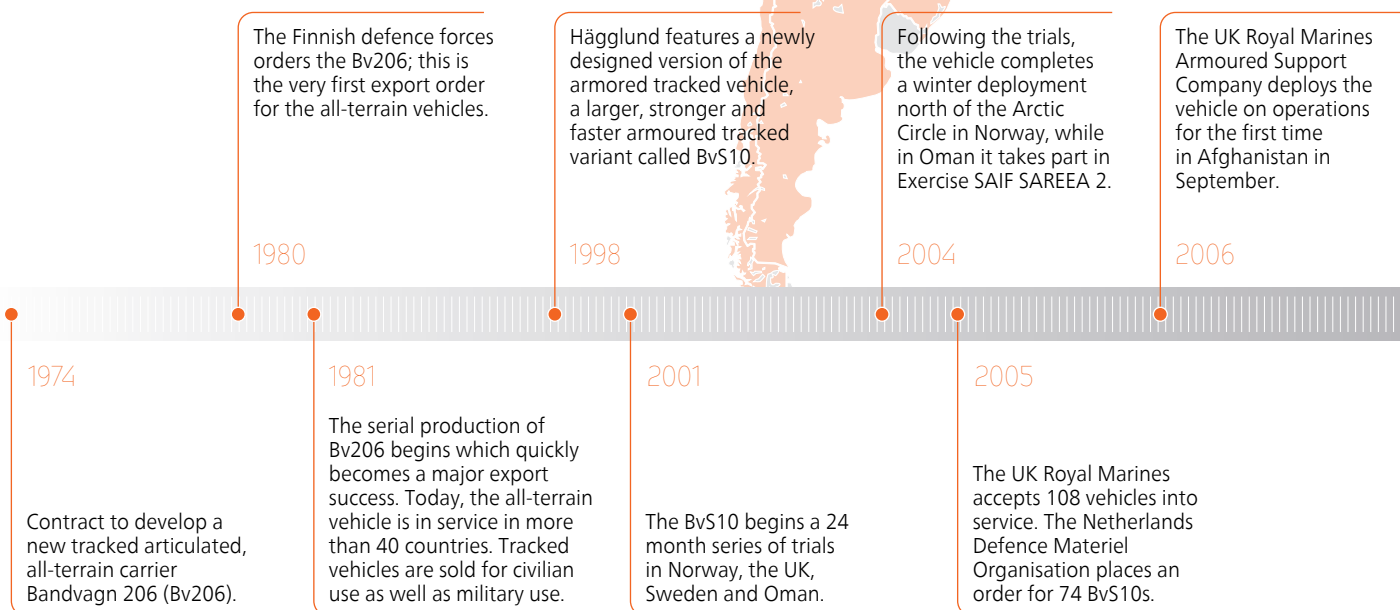 The Finnish defence forces
orders the Bv206; this is
the very first export order
for the all-terrain vehicles.
1980
Hägglund features a newly
designed version of the
armored tracked vehicle,
a larger, stronger and
faster armoured tracked
variant called BvS10.
1998
Following the trials,
the vehicle completes
a winter deployment
north of the Arctic
Circle in Norway, while
in Oman it takes part in
Exercise SAIF SAREEA 2.
2004
The UK Royal Marines
Armoured Support
Company deploys the
vehicle on operations
for the first time
in Afghanistan in
September.
2006
1974
Contract to develop a
new tracked articulated,
all-terrain carrier
Bandvagn 206 (Bv206).
1981
The serial production of
Bv206 begins which quickly
becomes a major export
success. Today, the all-terrain
vehicle is in service in more
than 40 countries. Tracked
vehicles are sold for civilian
use as well as military use.
2001
The BvS10 begins a 24
month series of trials
in Norway, the UK,
Sweden and Oman.
2005
The UK Royal Marines
accepts 108 vehicles into
service. The Netherlands
Defence Materiel
Organisation places an
order for 74 BvS10s.